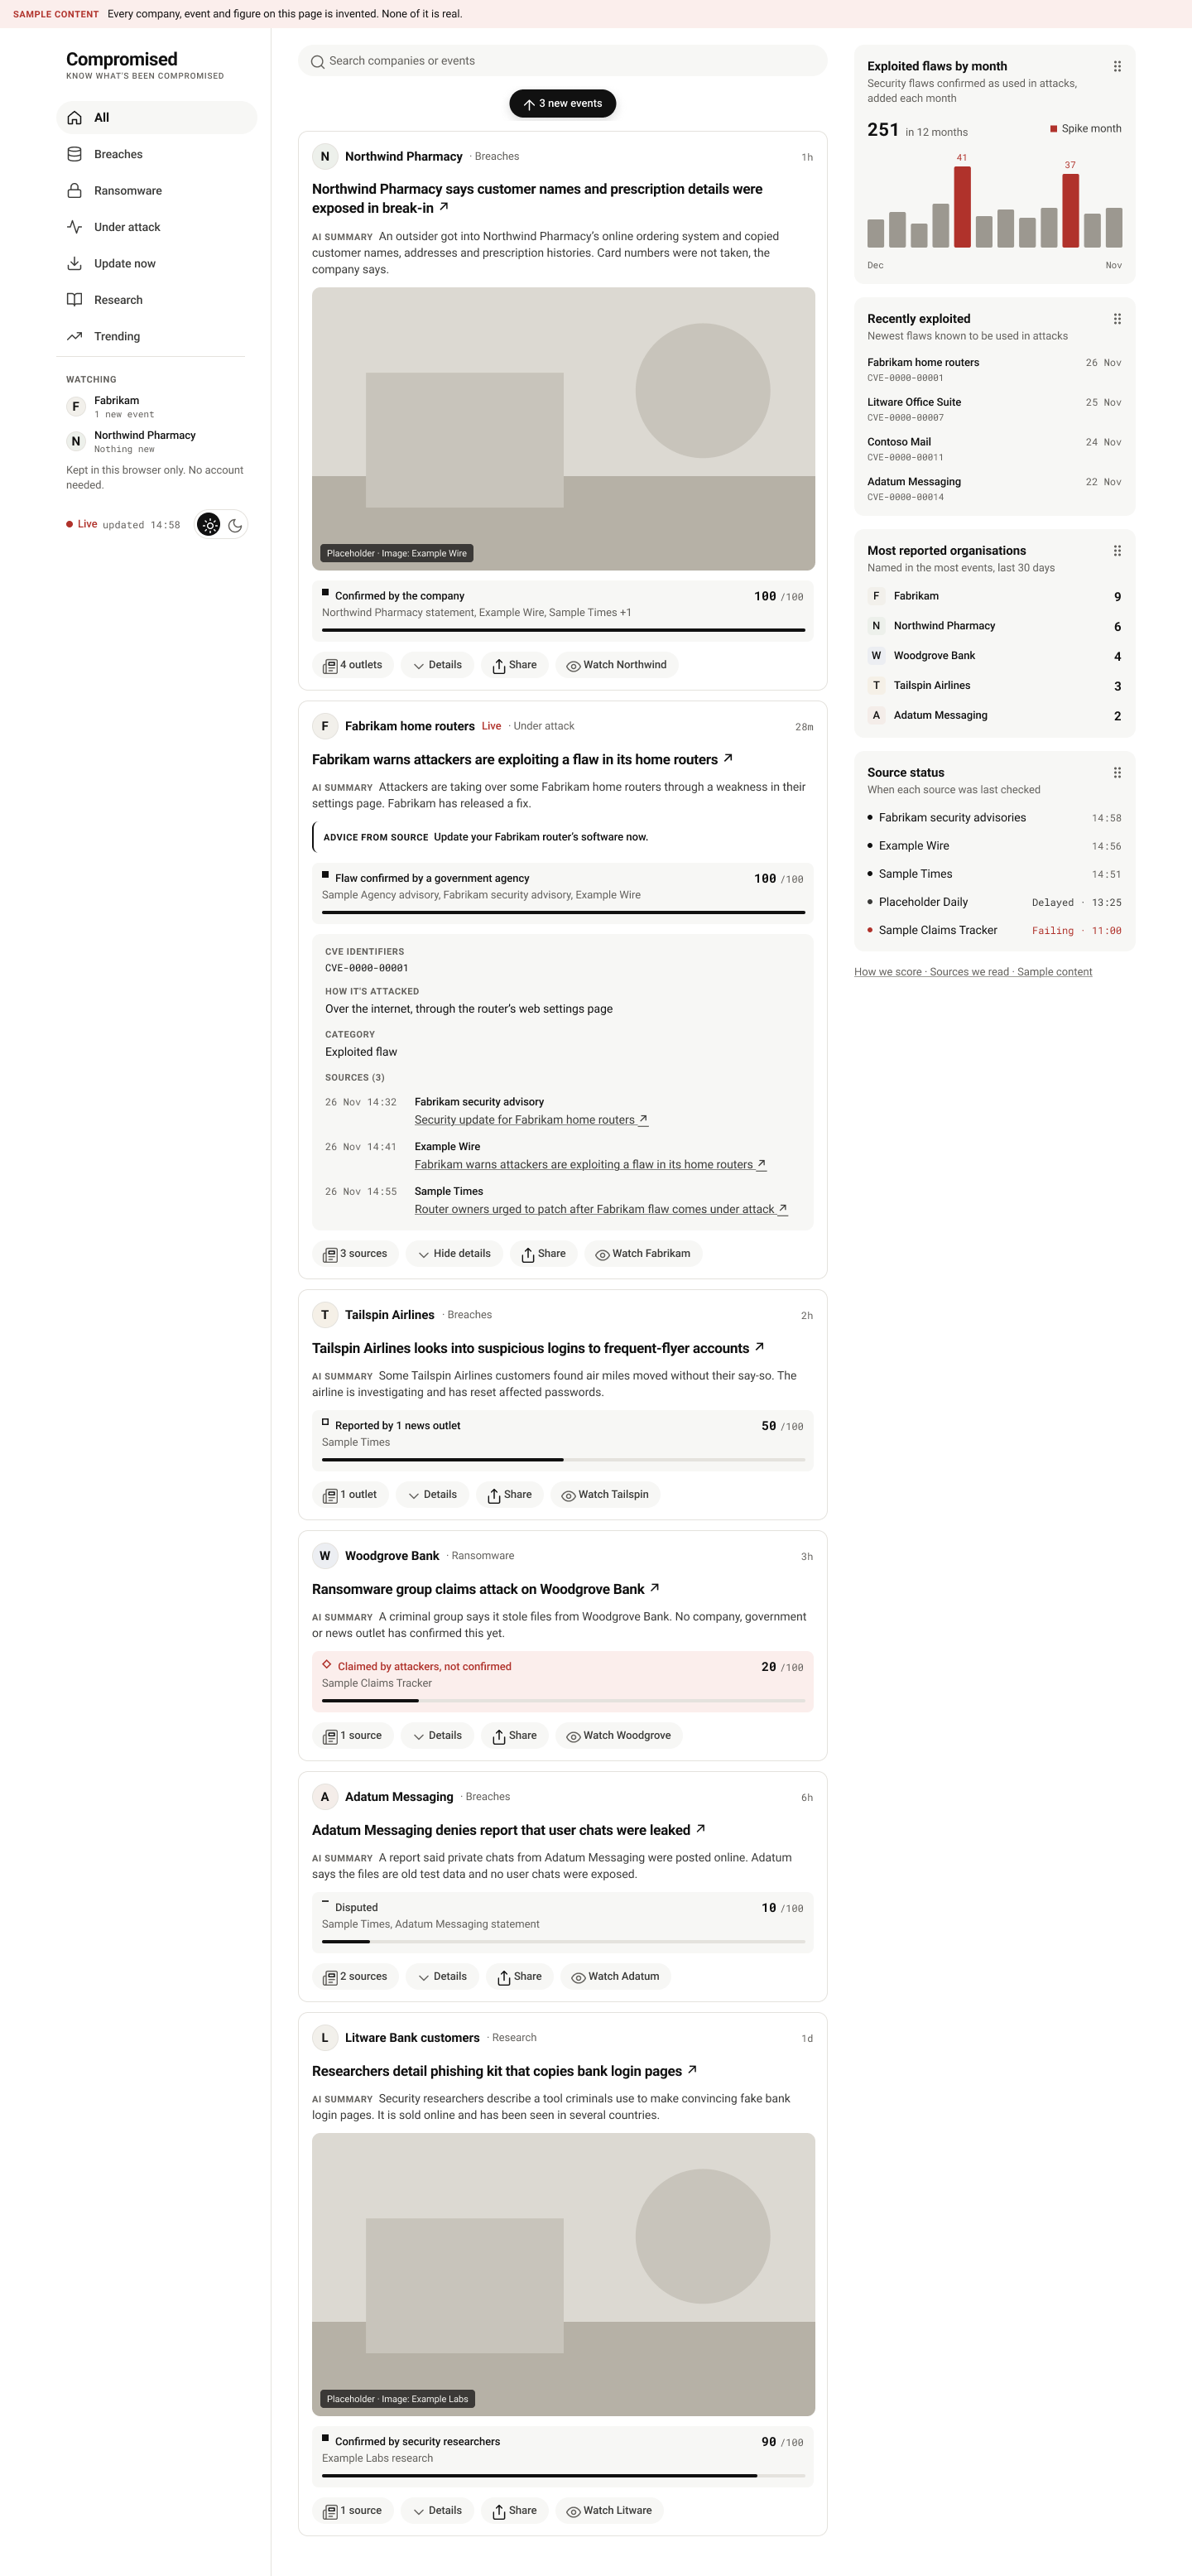 SAMPLE CONTENT Every company, event and figure on this page is invented. None of it is real.
Compromised
KNOW WHAT'S BEEN COMPROMISED
All
Breaches
Ransomware
Under attack
Update now
Research
Trending
WATCHING
F Fabrikam
1 new event
N Northwind Pharmacy
Nothing new
Kept in this browser only. No account
needed.
Live updated 14:58
Search companies or events
3 new events
N Northwind Pharmacy · Breaches 1h
Northwind Pharmacy says customer names and prescription details were
exposed in break-in ↗
AI SUMMARY An outsider got into Northwind Pharmacy’s online ordering system and copied
customer names, addresses and prescription histories. Card numbers were not taken, the
company says.
Placeholder · Image: Example Wire
Confirmed by the company 100 /100
Northwind Pharmacy statement, Example Wire, Sample Times +1
4 outlets Details Share Watch Northwind
F Fabrikam home routers Live · Under attack 28m
Fabrikam warns attackers are exploiting a flaw in its home routers ↗
AI SUMMARY Attackers are taking over some Fabrikam home routers through a weakness in their
settings page. Fabrikam has released a fix.
ADVICE FROM SOURCE Update your Fabrikam router’s software now.
Flaw confirmed by a government agency 100 /100
Sample Agency advisory, Fabrikam security advisory, Example Wire
CVE IDENTIFIERS
CVE-0000-00001
HOW IT'S ATTACKED
Over the internet, through the router’s web settings page
CATEGORY
Exploited flaw
SOURCES (3)
26 Nov 14:32 Fabrikam security advisory
Security update for Fabrikam home routers ↗
26 Nov 14:41 Example Wire
Fabrikam warns attackers are exploiting a flaw in its home routers ↗
26 Nov 14:55 Sample Times
Router owners urged to patch after Fabrikam flaw comes under attack ↗
3 sources Hide details Share Watch Fabrikam
T Tailspin Airlines · Breaches 2h
Tailspin Airlines looks into suspicious logins to frequent-flyer accounts ↗
AI SUMMARY Some Tailspin Airlines customers found air miles moved without their say-so. The
airline is investigating and has reset affected passwords.
Reported by 1 news outlet 50 /100
Sample Times
1 outlet Details Share Watch Tailspin
W Woodgrove Bank · Ransomware 3h
Ransomware group claims attack on Woodgrove Bank ↗
AI SUMMARY A criminal group says it stole files from Woodgrove Bank. No company, government
or news outlet has confirmed this yet.
Claimed by attackers, not confirmed 20 /100
Sample Claims Tracker
1 source Details Share Watch Woodgrove
A Adatum Messaging · Breaches 6h
Adatum Messaging denies report that user chats were leaked ↗
AI SUMMARY A report said private chats from Adatum Messaging were posted online. Adatum
says the files are old test data and no user chats were exposed.
Disputed 10 /100
Sample Times, Adatum Messaging statement
2 sources Details Share Watch Adatum
L Litware Bank customers · Research 1d
Researchers detail phishing kit that copies bank login pages ↗
AI SUMMARY Security researchers describe a tool criminals use to make convincing fake bank
login pages. It is sold online and has been seen in several countries.
Placeholder · Image: Example Labs
Confirmed by security researchers 90 /100
Example Labs research
1 source Details Share Watch Litware
Exploited flaws by month
Security flaws confirmed as used in attacks,
added each month
251 in 12 months Spike month
41
37
Dec Nov
Recently exploited
Newest flaws known to be used in attacks
Fabrikam home routers 26 Nov
CVE-0000-00001
Litware Office Suite 25 Nov
CVE-0000-00007
Contoso Mail 24 Nov
CVE-0000-00011
Adatum Messaging 22 Nov
CVE-0000-00014
Most reported organisations
Named in the most events, last 30 days
F Fabrikam 9
N Northwind Pharmacy 6
W Woodgrove Bank 4
T Tailspin Airlines 3
A Adatum Messaging 2
Source status
When each source was last checked
Fabrikam security advisories 14:58
Example Wire 14:56
Sample Times 14:51
Placeholder Daily Delayed · 13:25
Sample Claims Tracker Failing · 11:00
How we score · Sources we read · Sample content